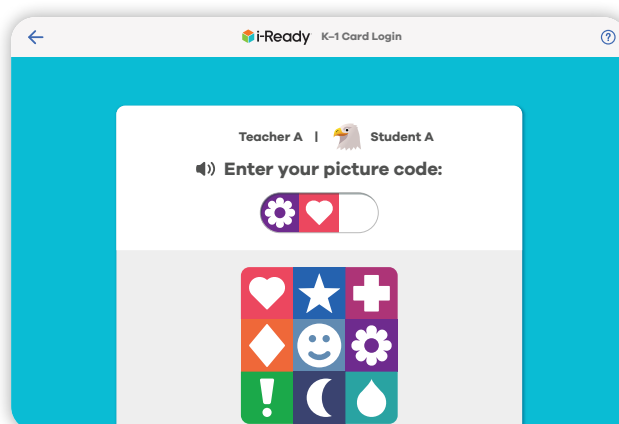 i-Ready K–1 Card Login
Teacher A | Student A
Enter your picture code: